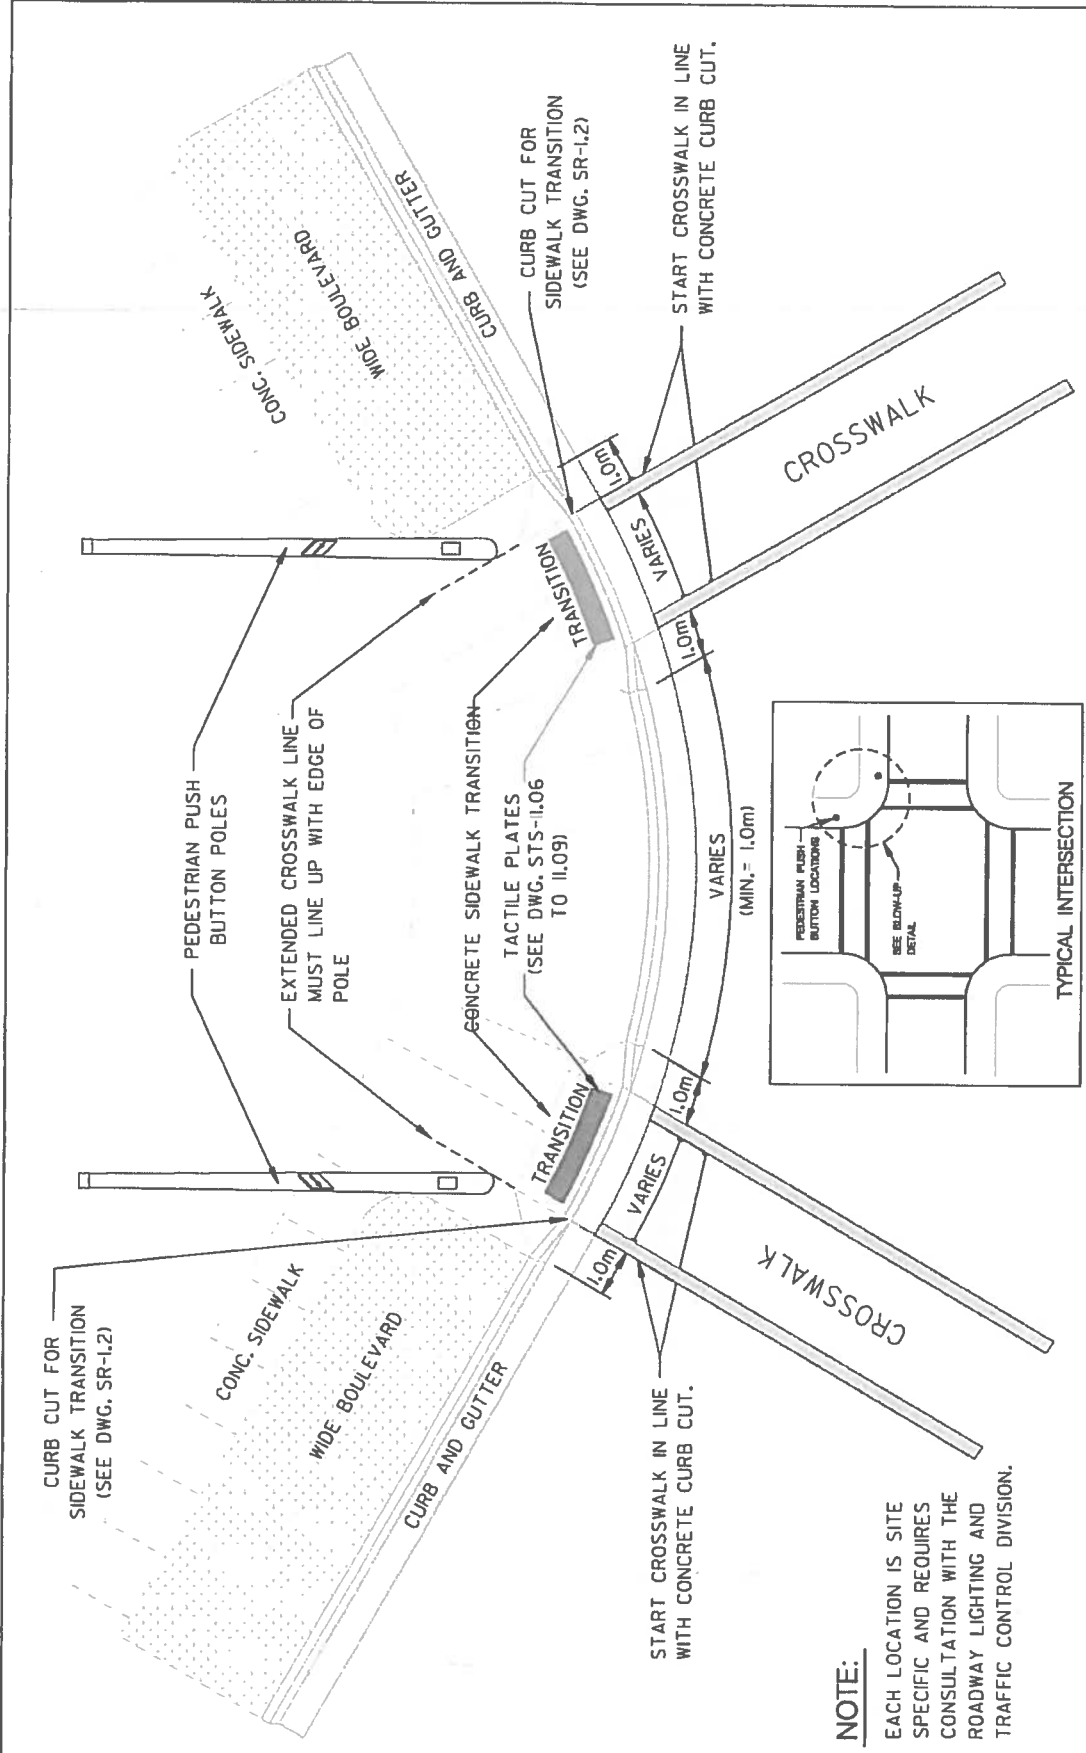 CURB CUT FOR
SIDEWALK TRANSITION
(SEE DWG. SR-1.2)
PEDESTRIAN PUSH
BUTTON POLES
EXTENDED CROSSWALK LINE
MUST LINE UP WITH EDGE OF
POLE
CONC. SIDEWALK
WIDE BOULEVARD
CURB AND GUTTER
CONC. SIDEWALK
WIDE BOULEVARD
CURB AND GUTTER
CONCRETE SIDEWALK TRANSITION
TACTILE PLATES
(SEE DWG. STS-11.06
TO 11.09)
CURB CUT FOR
SIDEWALK TRANSITION
(SEE DWG. SR-1.2)
TRANSITION
TRANSITION
START CROSSWALK IN LINE
WITH CONCRETE CURB CUT.
START CROSSWALK IN LINE
WITH CONCRETE CURB CUT.
1.0m
VARIES
1.0m
VARIES
(MIN.= 1.0m)
1.0m
VARIES
1.0m
CROSSWALK
CROSSWALK
NOTE:
EACH LOCATION IS SITE
SPECIFIC AND REQUIRES
CONSULTATION WITH THE
ROADWAY LIGHTING AND
TRAFFIC CONTROL DIVISION.
PEDESTRIAN PUSH
BUTTON LOCATIONS
SEE BLOW-UP
DETAIL
TYPICAL INTERSECTION